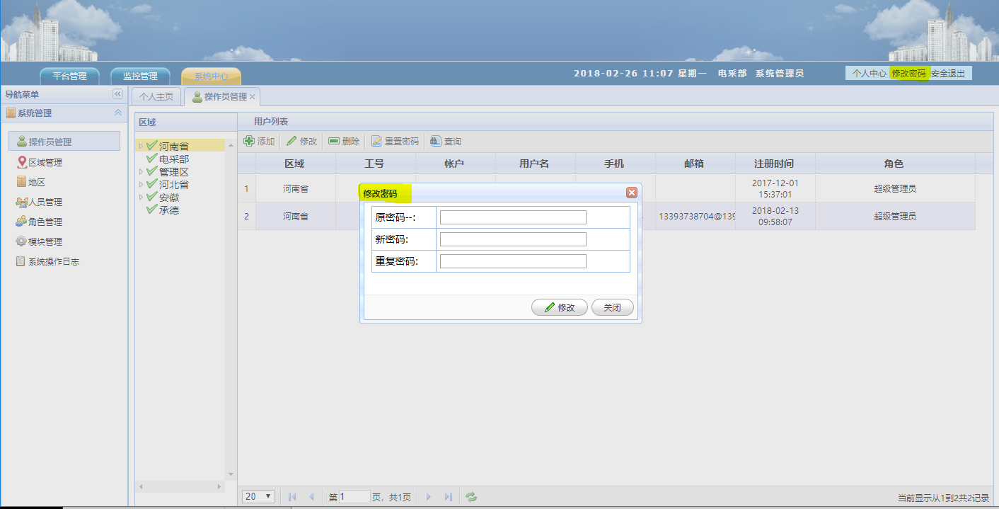 平台管理 监控管理 系统中心 2018-02-26 11:07 星期一 电采部 系统管理员 个人中心 修改密码 安全退出
导航菜单
系统管理
操作员管理
区域管理
地区
人员管理
角色管理
模块管理
系统操作日志
个人主页 操作员管理
区域
河南省
电采部
管理区
河北省
安徽
承德
用户列表
添加 修改 删除 重置密码 查询
区域 工号 帐户 用户名 手机 邮箱 注册时间 角色
1 河南省 2017-12-01 15:37:01 超级管理员
2 河南省 13393738704@139 2018-02-13 09:58:07 超级管理员
修改密码
原密码--:
新密码:
重复密码:
修改 关闭
20 第 1 页, 共1页 当前显示从1到2共2记录